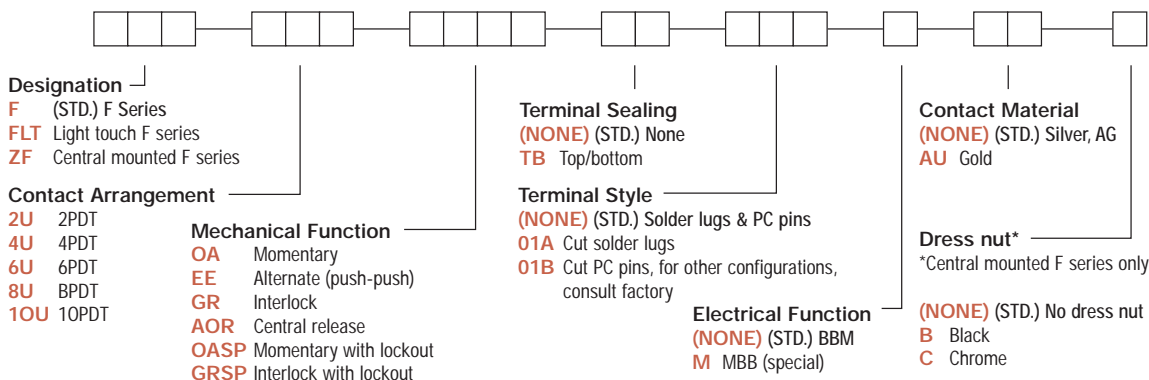 Designation
F (STD.) F Series
FLT Light touch F series
ZF Central mounted F series
Contact Arrangement
2U 2PDT
4U 4PDT
6U 6PDT
8U BPDT
1OU 10PDT
Mechanical Function
OA Momentary
EE Alternate (push-push)
GR Interlock
AOR Central release
OASP Momentary with lockout
GRSP Interlock with lockout
Terminal Sealing
(NONE) (STD.) None
TB Top/bottom
Terminal Style
(NONE) (STD.) Solder lugs & PC pins
01A Cut solder lugs
01B Cut PC pins, for other configurations,
consult factory
Electrical Function
(NONE) (STD.) BBM
M MBB (special)
Contact Material
(NONE) (STD.) Silver, AG
AU Gold
Dress nut*
*Central mounted F series only
(NONE) (STD.) No dress nut
B Black
C Chrome